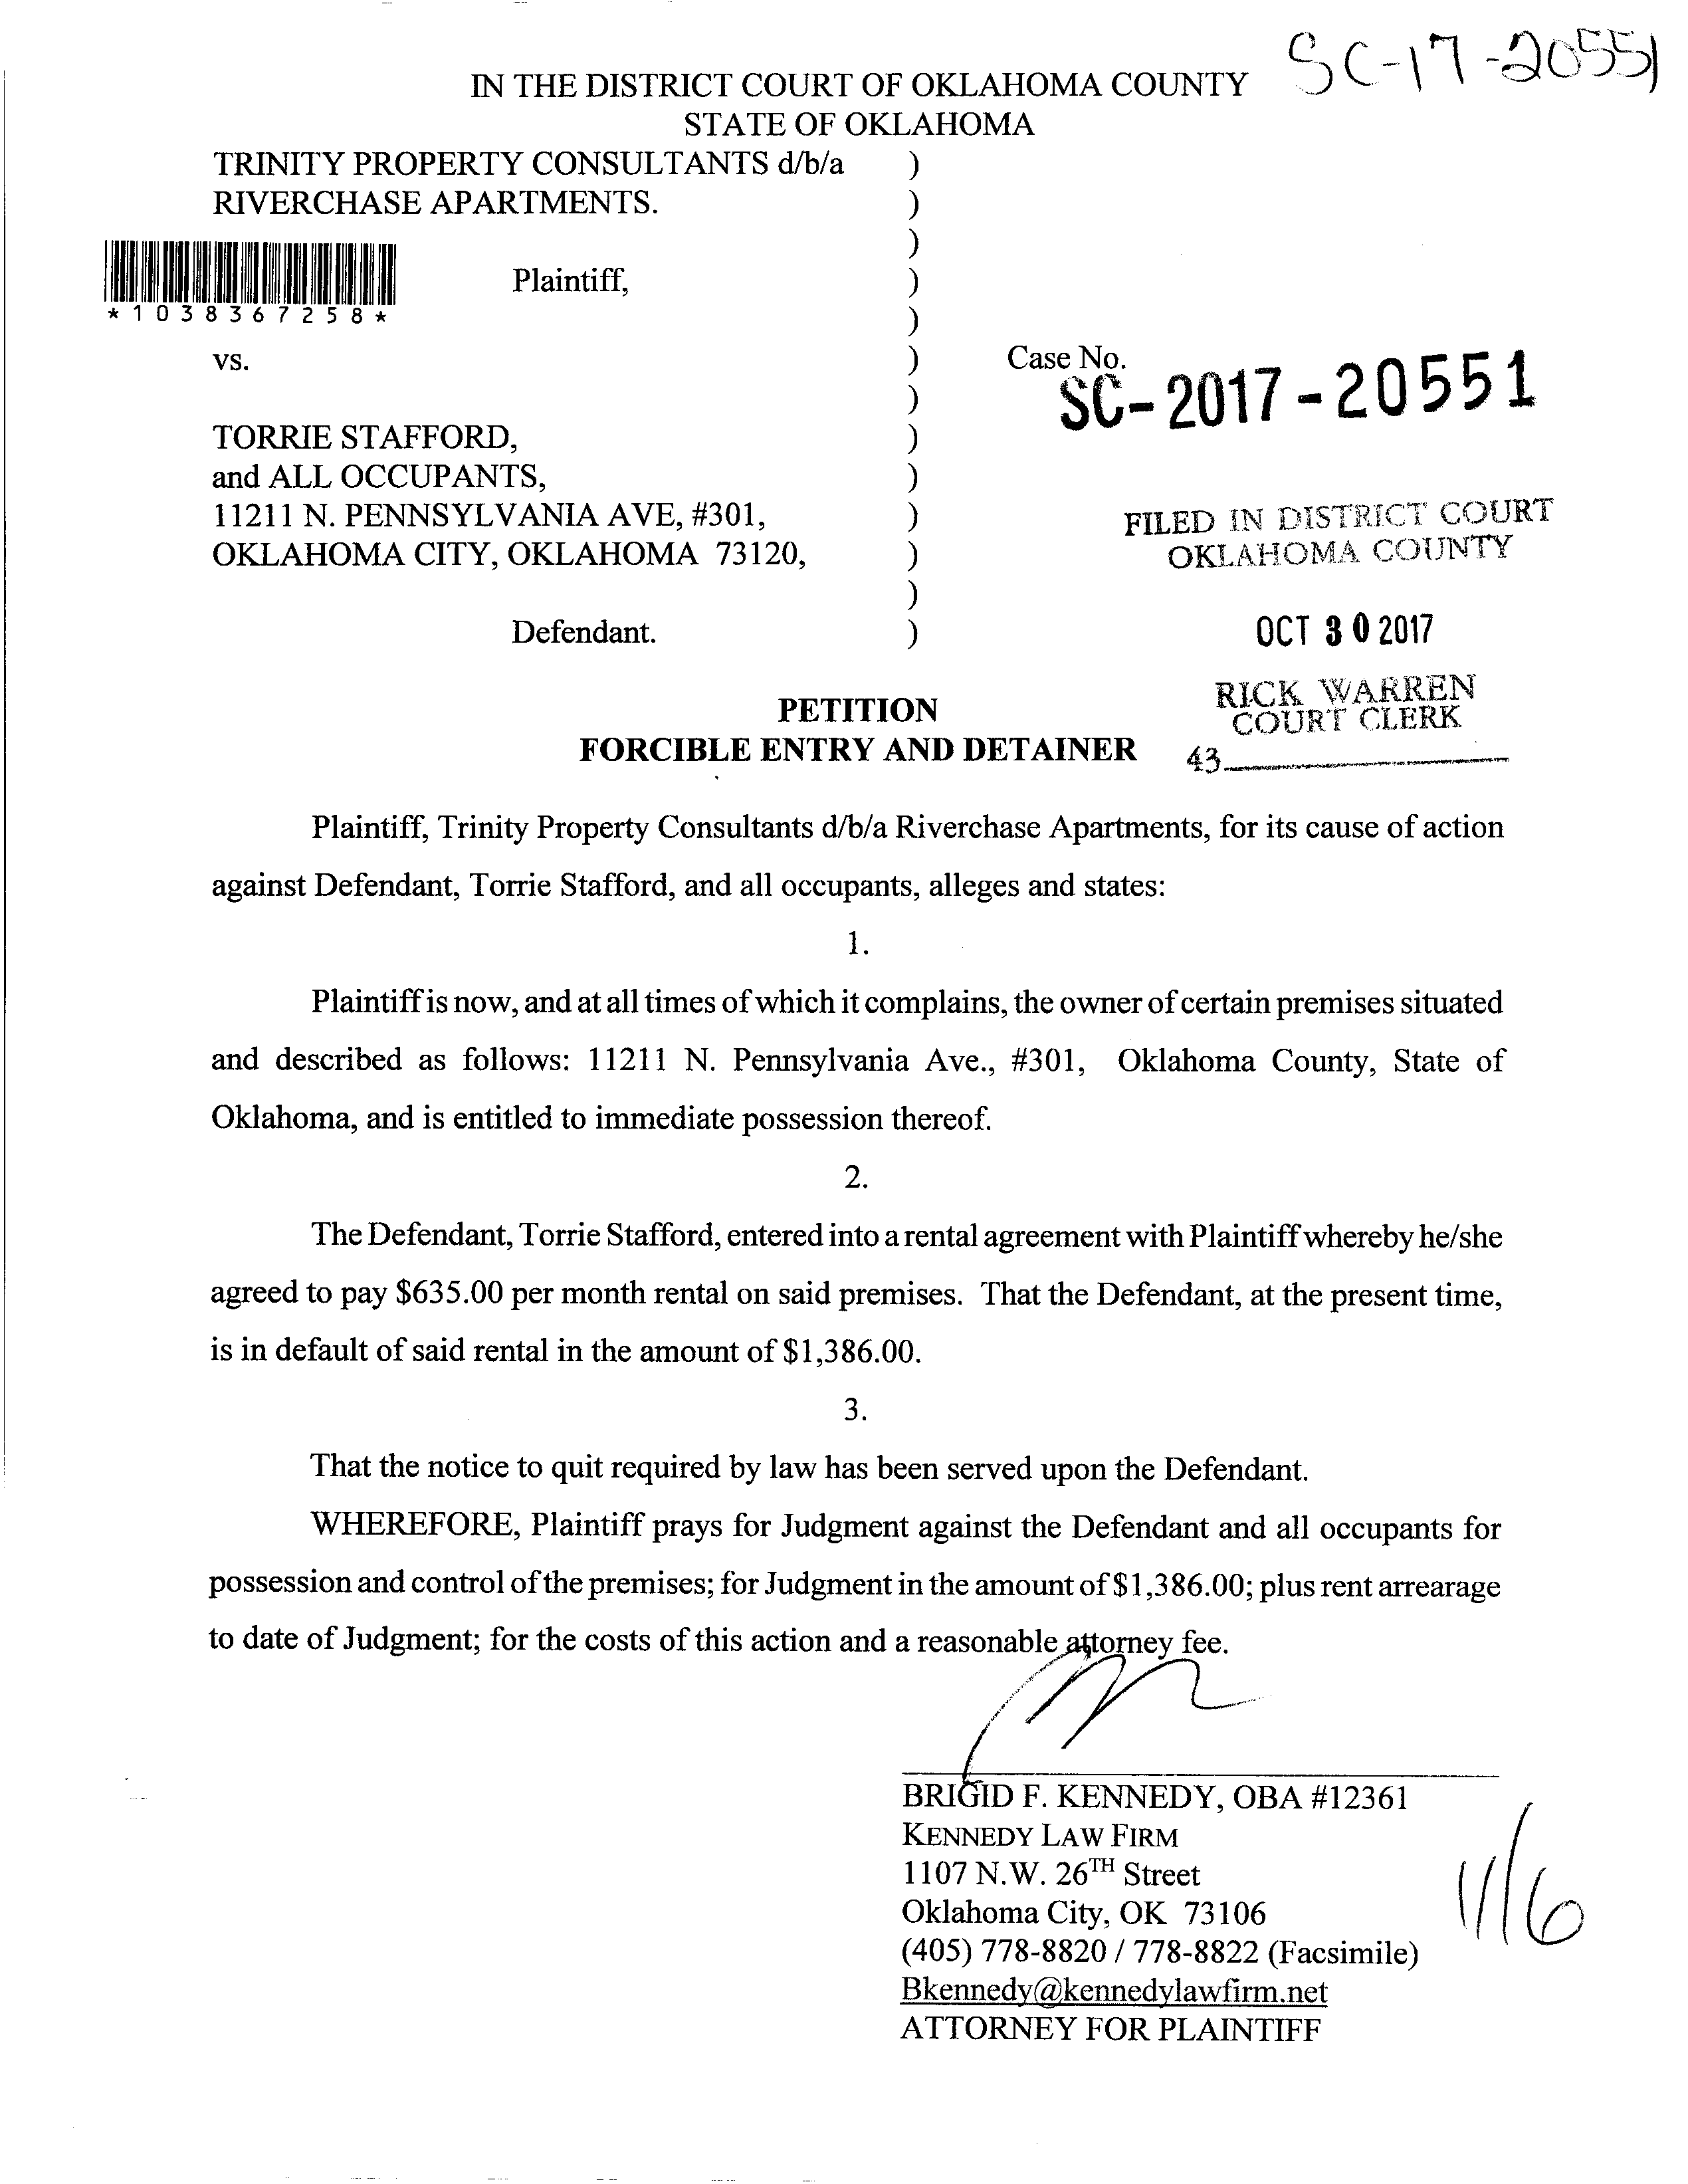 SC-17-20551
IN THE DISTRICT COURT OF OKLAHOMA COUNTY
STATE OF OKLAHOMA
TRINITY PROPERTY CONSULTANTS d/b/a )
RIVERCHASE APARTMENTS. )
)
Plaintiff, )
*1038367258* )
vs. ) Case No.
) SC-2017-20551
TORRIE STAFFORD, )
and ALL OCCUPANTS, )
11211 N. PENNSYLVANIA AVE, #301, ) FILED IN DISTRICT COURT
OKLAHOMA CITY, OKLAHOMA 73120, ) OKLAHOMA COUNTY
)
Defendant. ) OCT 30 2017
RICK WARREN
COURT CLERK
43
PETITION
FORCIBLE ENTRY AND DETAINER
Plaintiff, Trinity Property Consultants d/b/a Riverchase Apartments, for its cause of action
against Defendant, Torrie Stafford, and all occupants, alleges and states:
1.
Plaintiff is now, and at all times of which it complains, the owner of certain premises situated
and described as follows: 11211 N. Pennsylvania Ave., #301, Oklahoma County, State of
Oklahoma, and is entitled to immediate possession thereof.
2.
The Defendant, Torrie Stafford, entered into a rental agreement with Plaintiff whereby he/she
agreed to pay $635.00 per month rental on said premises. That the Defendant, at the present time,
is in default of said rental in the amount of $1,386.00.
3.
That the notice to quit required by law has been served upon the Defendant.
WHEREFORE, Plaintiff prays for Judgment against the Defendant and all occupants for
possession and control of the premises; for Judgment in the amount of $1,386.00; plus rent arrearage
to date of Judgment; for the costs of this action and a reasonable attorney fee.
BRIGID F. KENNEDY, OBA #12361
KENNEDY LAW FIRM
1107 N.W. 26TH Street
Oklahoma City, OK 73106
(405) 778-8820 / 778-8822 (Facsimile)
Bkennedy@kennedylawfirm.net
ATTORNEY FOR PLAINTIFF
11/16